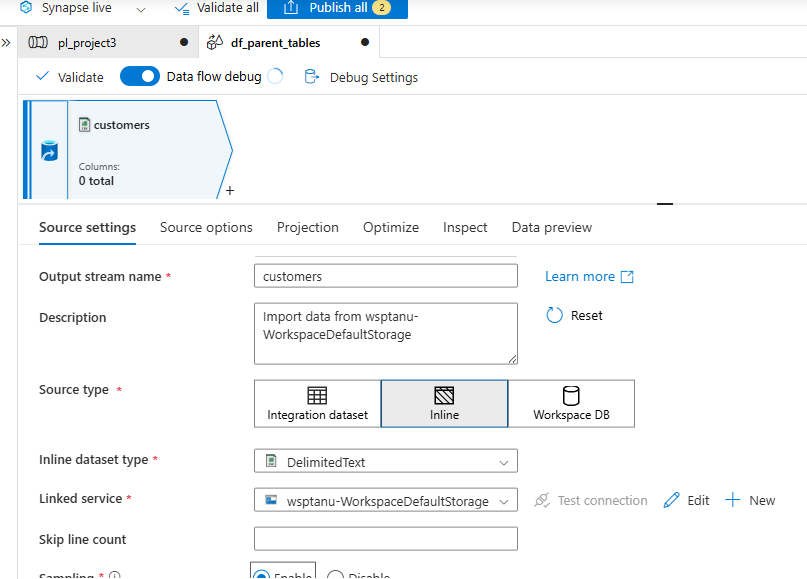 Synapse live Validate all Publish all 2
» pl_project3 df_parent_tables
Validate Data flow debug Debug Settings
customers
Columns:
0 total
+
Source settings Source options Projection Optimize Inspect Data preview
Output stream name * customers Learn more
Description Import data from wsptanu-
WorkspaceDefaultStorage Reset
Source type * Integration dataset Inline Workspace DB
Inline dataset type * DelimitedText
Linked service * wsptanu-WorkspaceDefaultStorage Test connection Edit New
Skip line count
Sampling * Enable Disable